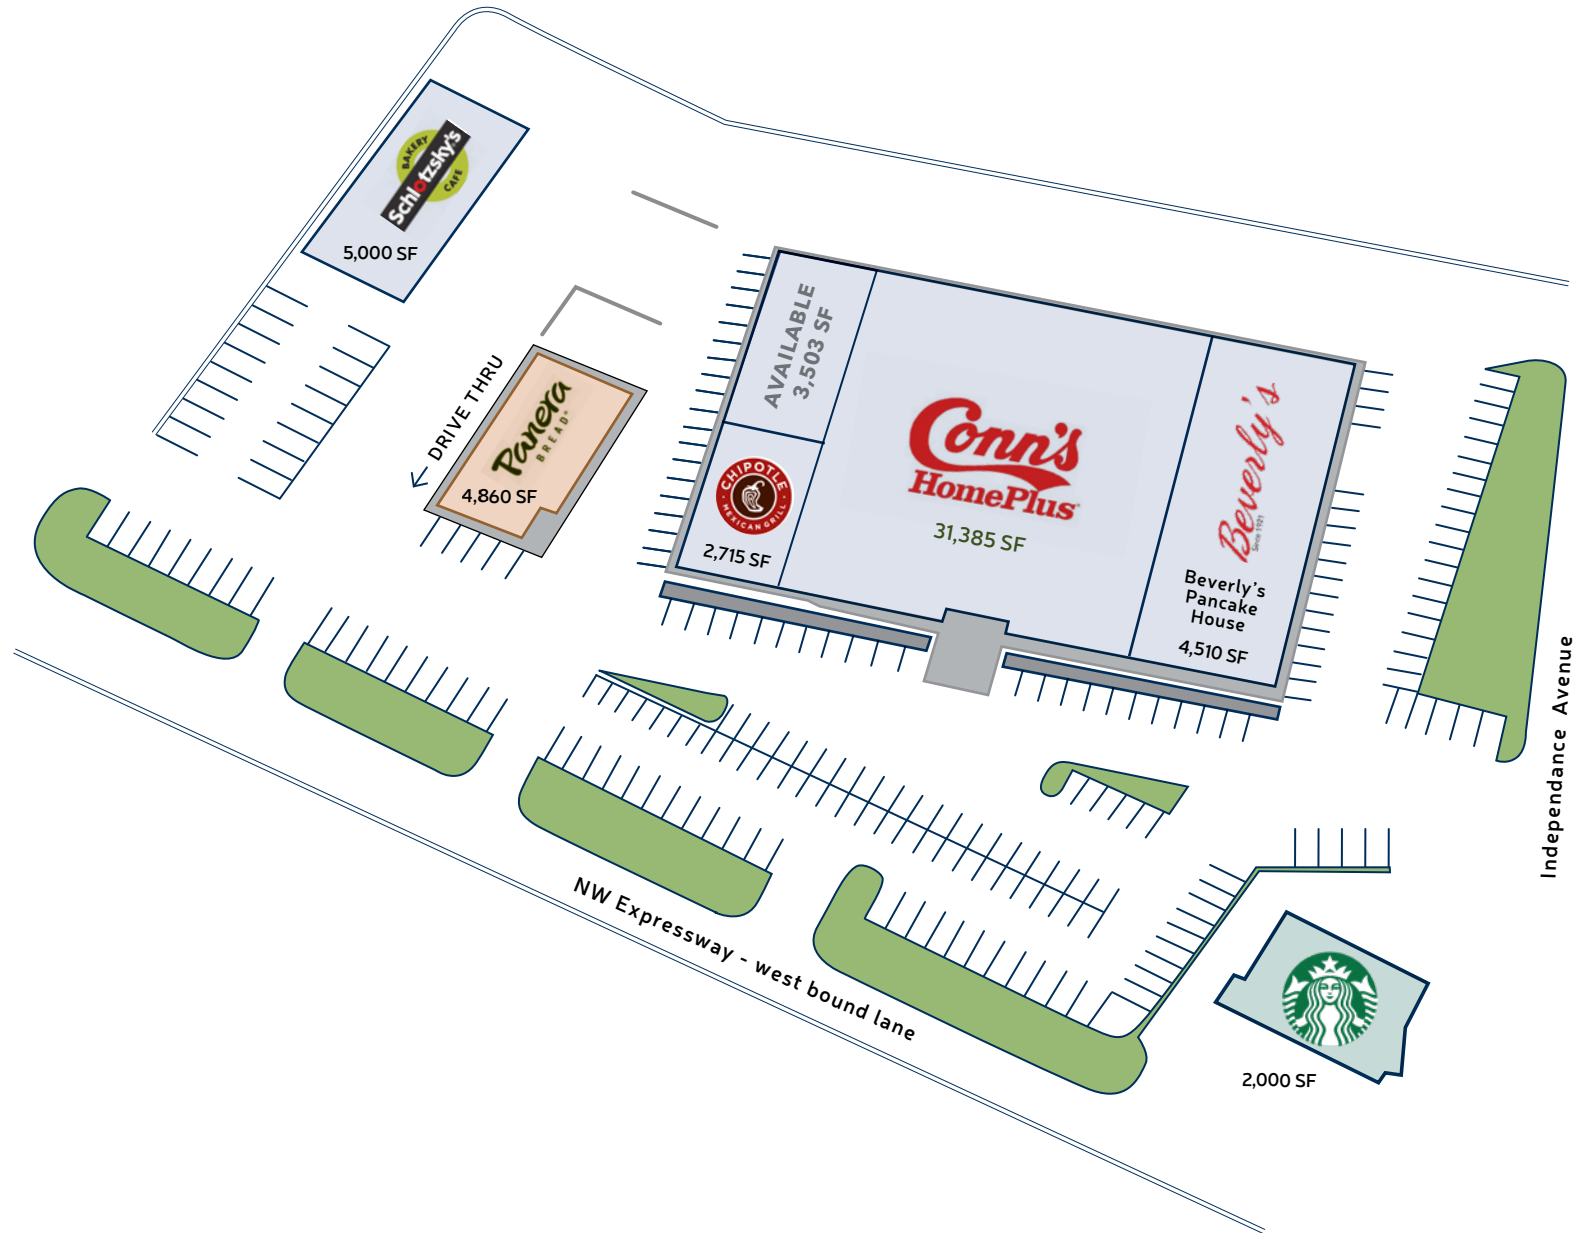 BAKERY
Schlotzsky's
CAFE
5,000 SF
DRIVE THRU
Panera
BREAD®
4,860 SF
AVAILABLE
3,503 SF
CHIPOTLE
MEXICAN GRILL
2,715 SF
Conn's
HomePlus
31,385 SF
Beverly's
Since 1921
Beverly's
Pancake
House
4,510 SF
Independance Avenue
NW Expressway - west bound lane
2,000 SF